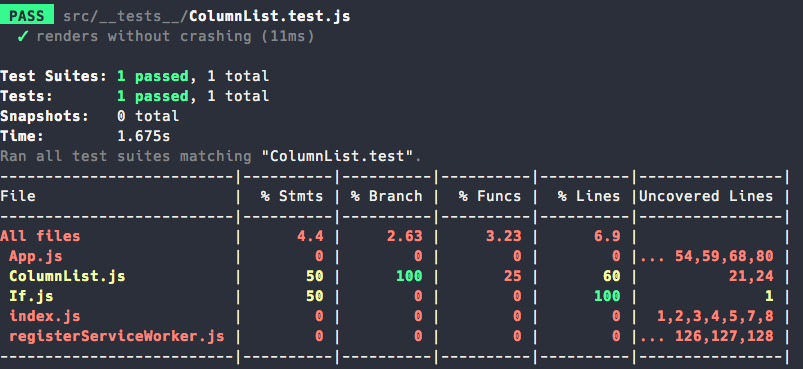 PASS src/__tests__/ColumnList.test.js
✓ renders without crashing (11ms)
Test Suites: 1 passed, 1 total
Tests:       1 passed, 1 total
Snapshots:   0 total
Time:        1.675s
Ran all test suites matching "ColumnList.test".
--------------------------|----------|----------|----------|----------|----------------|
File                      |  % Stmts | % Branch |  % Funcs |  % Lines |Uncovered Lines |
--------------------------|----------|----------|----------|----------|----------------|
All files                 |      4.4 |     2.63 |     3.23 |      6.9 |                |
 App.js                   |        0 |        0 |        0 |        0 |... 54,59,68,80 |
 ColumnList.js            |       50 |      100 |       25 |       60 |          21,24 |
 If.js                    |       50 |        0 |        0 |      100 |              1 |
 index.js                 |        0 |        0 |        0 |        0 |  1,2,3,4,5,7,8 |
 registerServiceWorker.js |        0 |        0 |        0 |        0 |... 126,127,128 |
--------------------------|----------|----------|----------|----------|----------------|